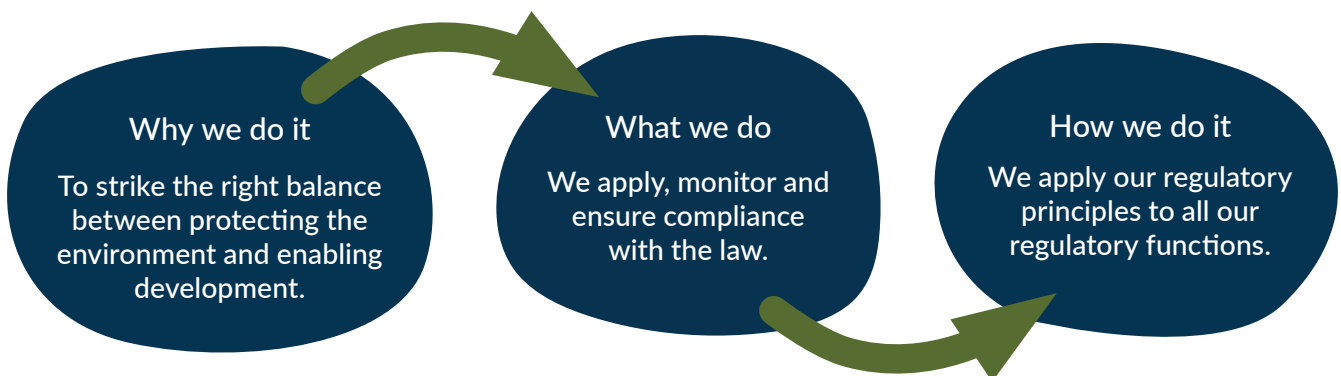 Why we do it
To strike the right balance
between protecting the
environment and enabling
development.
What we do
We apply, monitor and
ensure compliance
with the law.
How we do it
We apply our regulatory
principles to all our
regulatory functions.